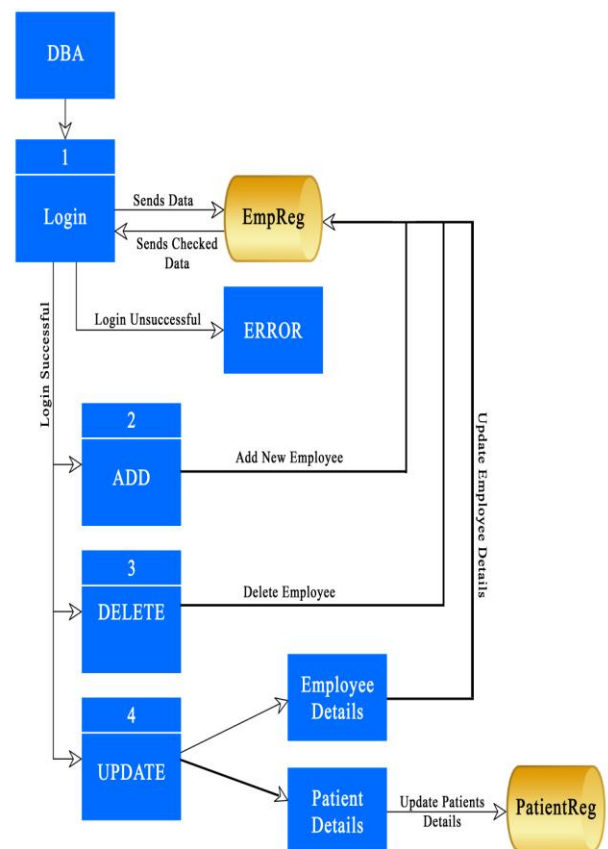 DBA
1
Login
Sends Data
Sends Checked
Data
EmpReg
Login Unsuccessful
ERROR
Login Successful
2
ADD
Add New Employee
3
DELETE
Delete Employee
Update Employee Details
4
UPDATE
Employee
Details
Patient
Details
Update Patients
Details
PatientReg